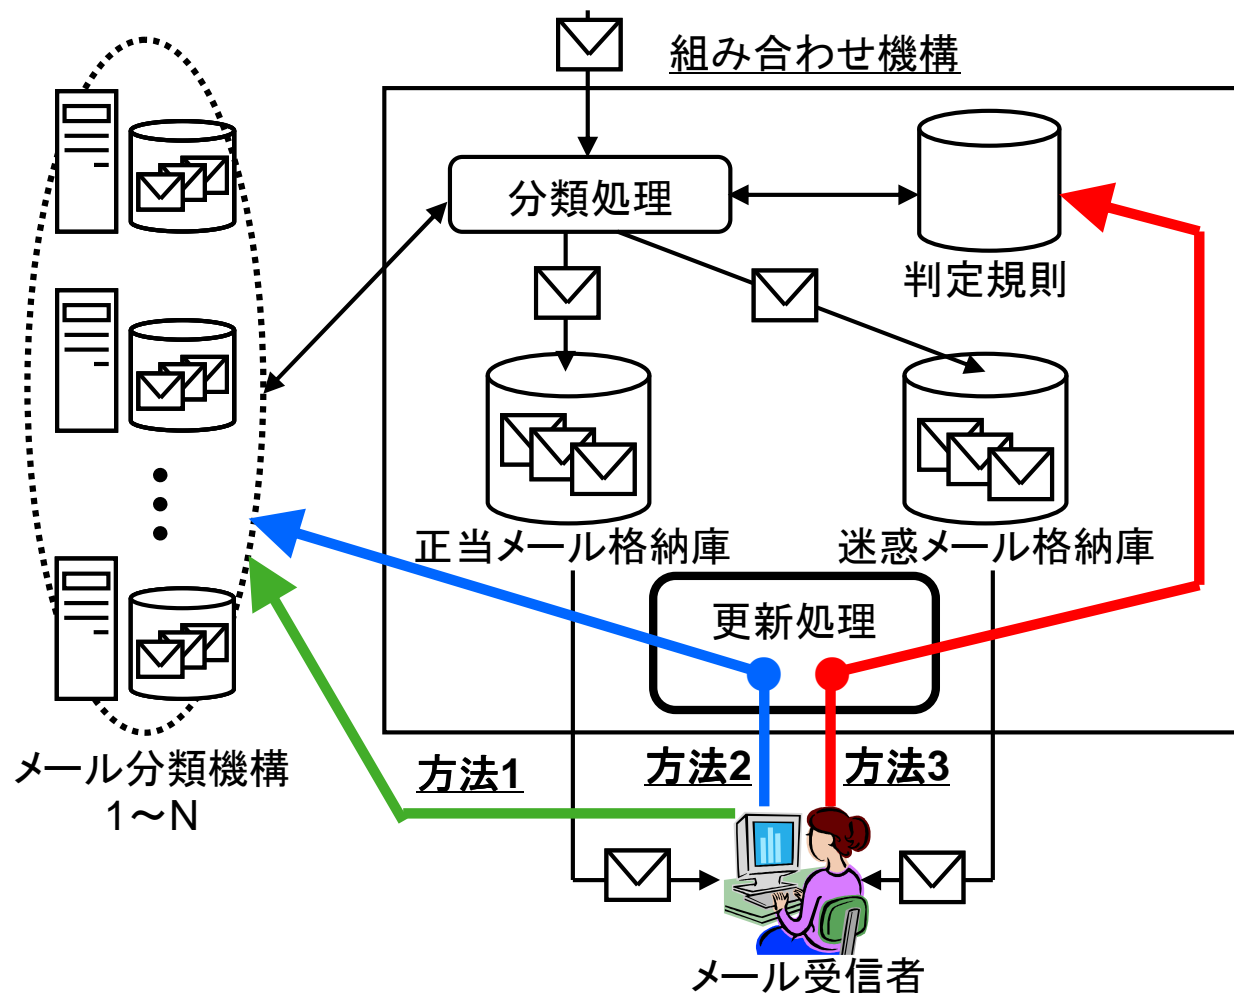 組み合わせ機構
分類処理
判定規則
正当メール格納庫
迷惑メール格納庫
更新処理
メール分類機構
1～N
方法1
方法2
方法3
メール受信者